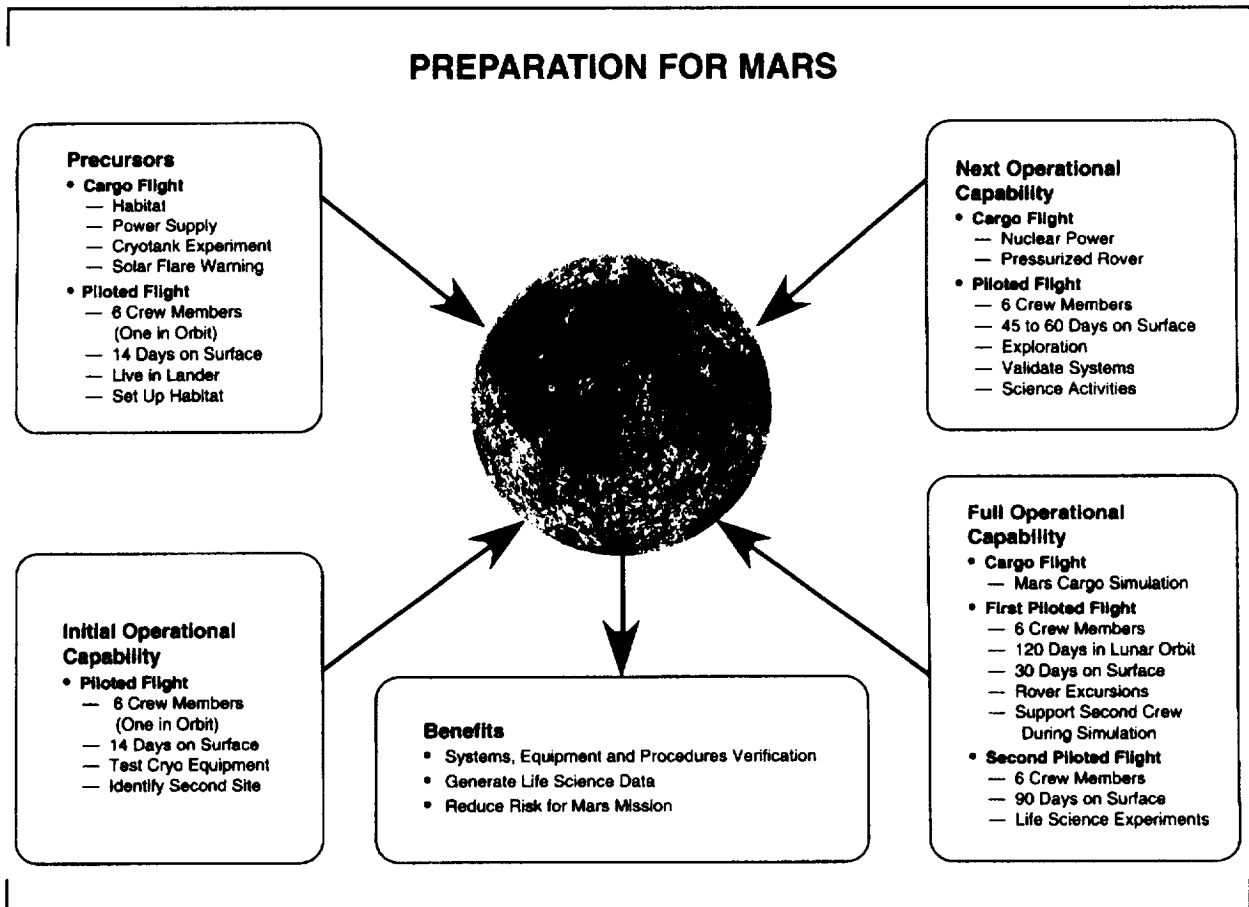 PREPARATION FOR MARS
Precursors
• Cargo Flight
— Habitat
— Power Supply
— Cryotank Experiment
— Solar Flare Warning
• Piloted Flight
— 6 Crew Members
(One in Orbit)
— 14 Days on Surface
— Live in Lander
— Set Up Habitat
Next Operational
Capability
• Cargo Flight
— Nuclear Power
— Pressurized Rover
• Piloted Flight
— 6 Crew Members
— 45 to 60 Days on Surface
— Exploration
— Validate Systems
— Science Activities
Initial Operational
Capability
• Piloted Flight
— 6 Crew Members
(One in Orbit)
— 14 Days on Surface
— Test Cryo Equipment
— Identify Second Site
Benefits
• Systems, Equipment and Procedures Verification
• Generate Life Science Data
• Reduce Risk for Mars Mission
Full Operational
Capability
• Cargo Flight
— Mars Cargo Simulation
• First Piloted Flight
— 6 Crew Members
— 120 Days in Lunar Orbit
— 30 Days on Surface
— Rover Excursions
— Support Second Crew
During Simulation
• Second Piloted Flight
— 6 Crew Members
— 90 Days on Surface
— Life Science Experiments